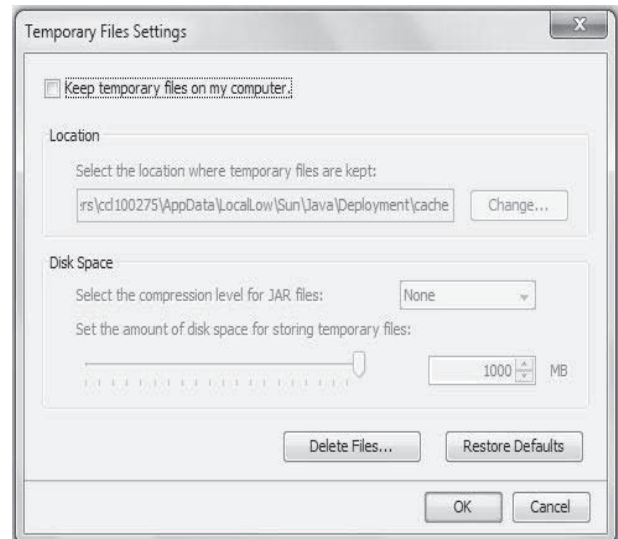 Temporary Files Settings
X
Keep temporary files on my computer.
Location
Select the location where temporary files are kept:
rs\ccl100275\AppData\LocalLow\Sun\Java\Deployment\cache
Change...
Disk Space
Select the compression level for JAR files:
None
Set the amount of disk space for storing temporary files:
1000 MB
Delete Files...
Restore Defaults
OK
Cancel